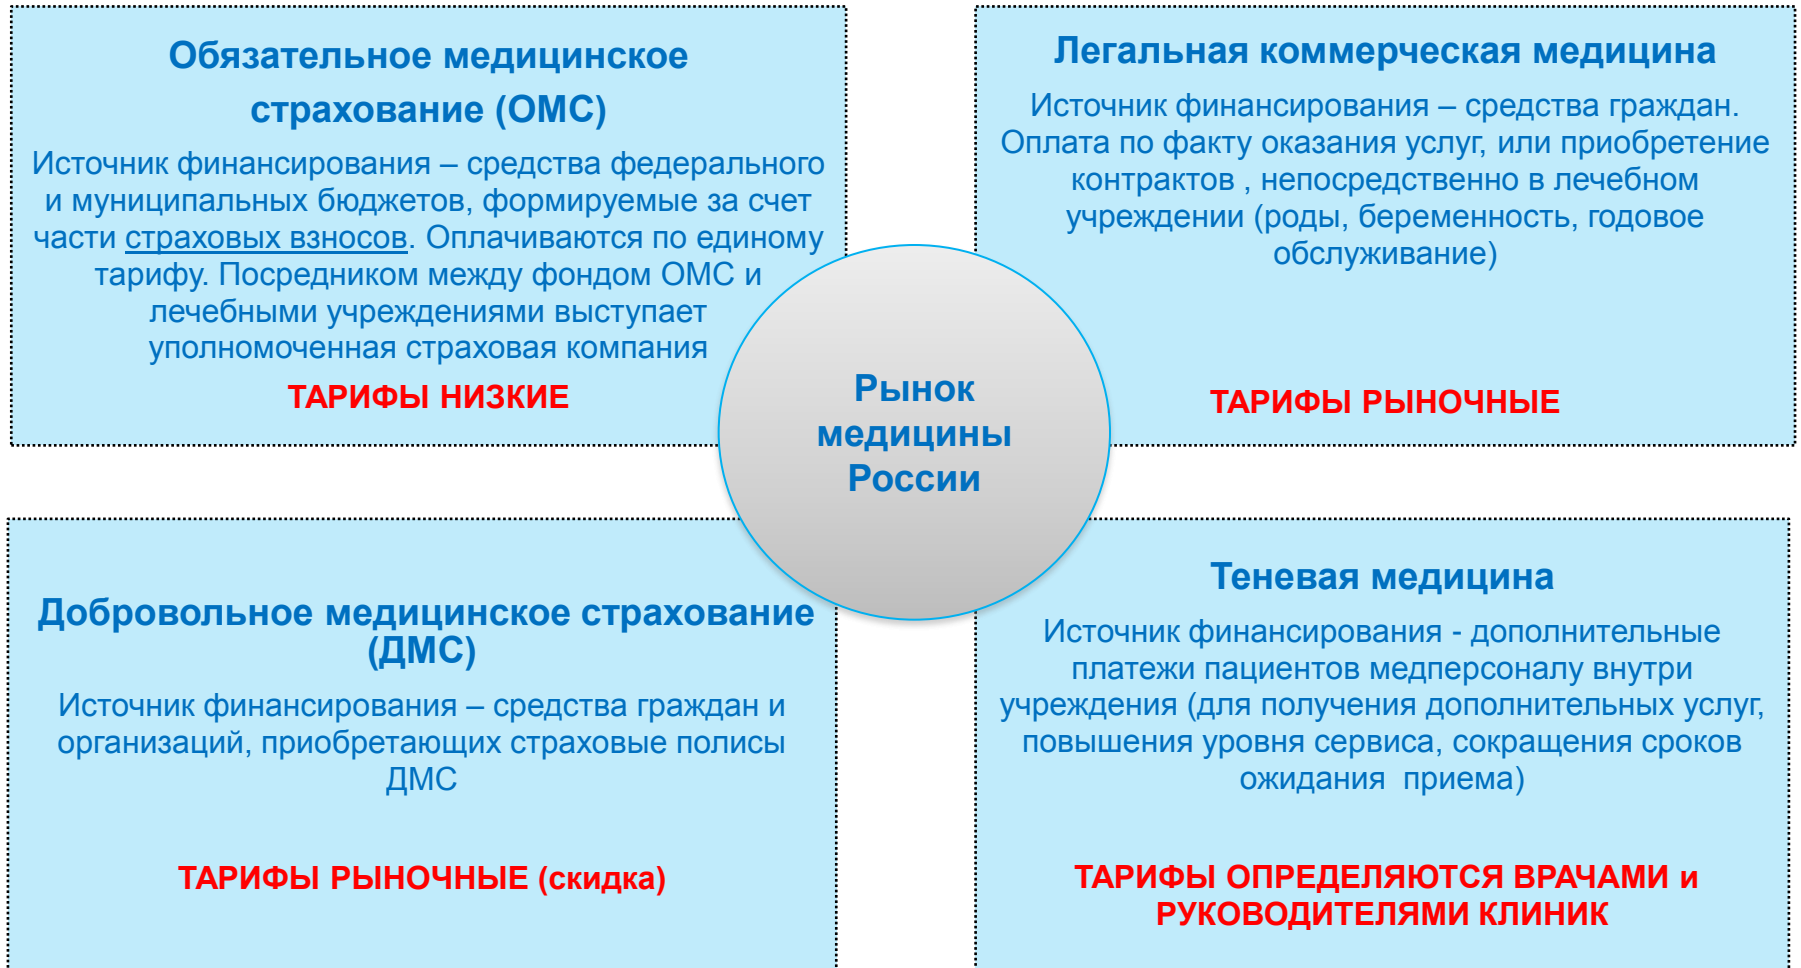 Обязательное медицинское
страхование (ОМС)
Источник финансирования – средства федерального
и муниципальных бюджетов, формируемые за счет
части страховых взносов. Оплачиваются по единому
тарифу. Посредником между фондом ОМС и
лечебными учреждениями выступает
уполномоченная страховая компания
ТАРИФЫ НИЗКИЕ
Легальная коммерческая медицина
Источник финансирования – средства граждан.
Оплата по факту оказания услуг, или приобретение
контрактов , непосредственно в лечебном
учреждении (роды, беременность, годовое
обслуживание)
ТАРИФЫ РЫНОЧНЫЕ
Рынок
медицины
России
Добровольное медицинское страхование
(ДМС)
Источник финансирования – средства граждан и
организаций, приобретающих страховые полисы
ДМС
ТАРИФЫ РЫНОЧНЫЕ (скидка)
Теневая медицина
Источник финансирования - дополнительные
платежи пациентов медперсоналу внутри
учреждения (для получения дополнительных услуг,
повышения уровня сервиса, сокращения сроков
ожидания  приема)
ТАРИФЫ ОПРЕДЕЛЯЮТСЯ ВРАЧАМИ и
РУКОВОДИТЕЛЯМИ КЛИНИК